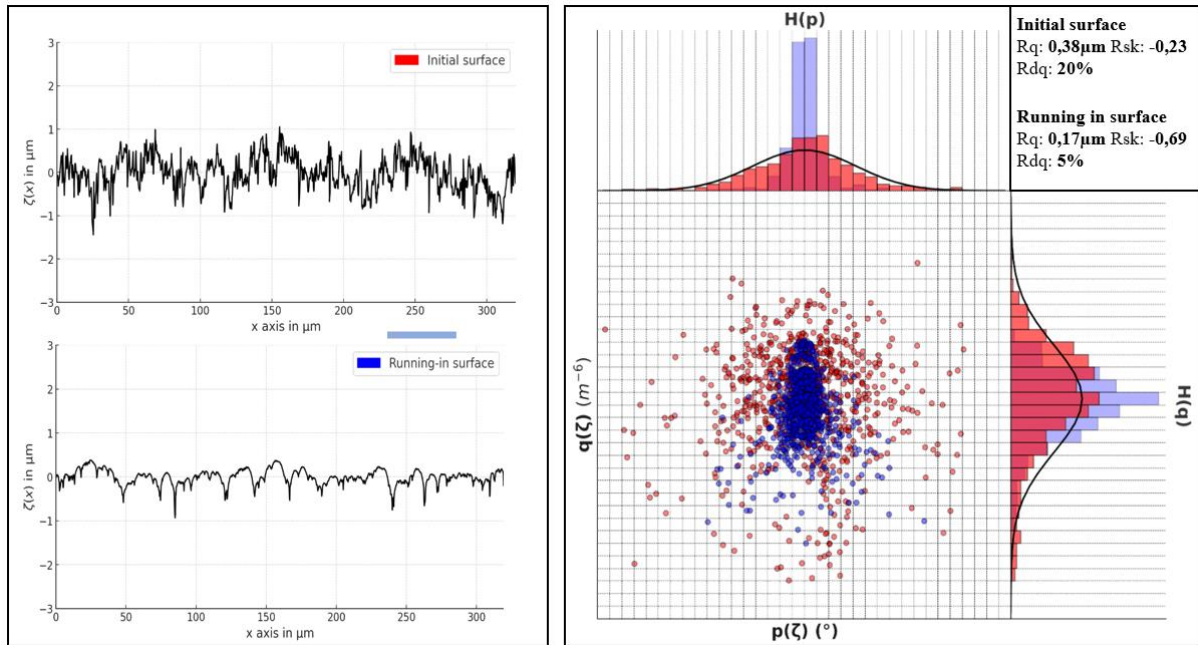 3
2
1
0
−1
−2
−3
ζ(x) in μm
Initial surface
0 50 100 150 200 250 300
x axis in μm
3
2
1
0
−1
−2
−3
ζ(x) in μm
Running-in surface
0 50 100 150 200 250 300
x axis in μm
H(p)
Initial surface
Rq: 0,38μm Rsk: -0,23
Rdq: 20%
Running in surface
Rq: 0,17μm Rsk: -0,69
Rdq: 5%
q(ζ) (μ⁻⁹)
H(q)
p(ζ) (°)